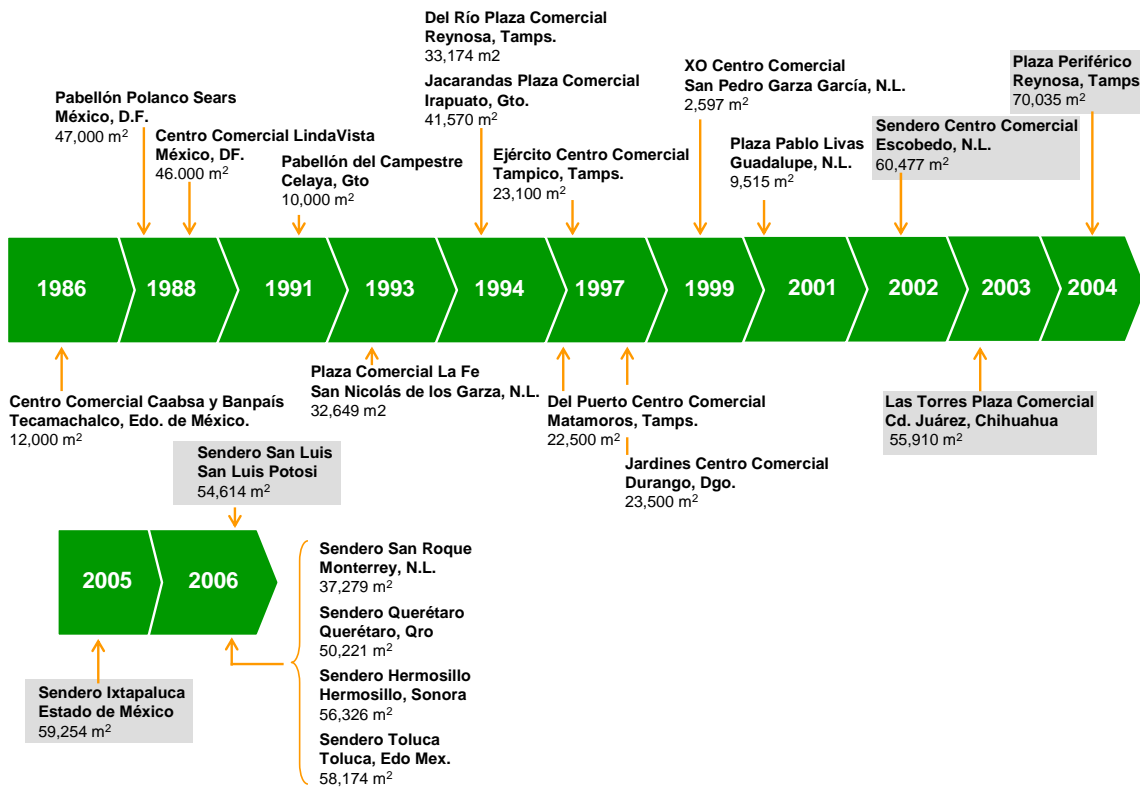 Del Río Plaza Comercial
Reynosa, Tamps.
33,174 m2
Jacarandas Plaza Comercial
Irapuato, Gto.
41,570 m²
XO Centro Comercial
San Pedro Garza García, N.L.
2,597 m²
Plaza Periférico
Reynosa, Tamps
70,035 m²
Pabellón Polanco Sears
México, D.F.
47,000 m²
Centro Comercial LindaVista
México, DF.
46.000 m²
Pabellón del Campestre
Celaya, Gto
10,000 m²
Ejército Centro Comercial
Tampico, Tamps.
23,100 m²
Plaza Pablo Livas
Guadalupe, N.L.
9,515 m²
Sendero Centro Comercial
Escobedo, N.L.
60,477 m²
1986 1988 1991 1993 1994 1997 1999 2001 2002 2003 2004
Centro Comercial Caabsa y Banpaís
Tecamachalco, Edo. de México.
12,000 m²
Plaza Comercial La Fe
San Nicolás de los Garza, N.L.
32,649 m2
Del Puerto Centro Comercial
Matamoros, Tamps.
22,500 m²
Jardines Centro Comercial
Durango, Dgo.
23,500 m²
Las Torres Plaza Comercial
Cd. Juárez, Chihuahua
55,910 m²
Sendero San Luis
San Luis Potosi
54,614 m²
2005 2006
Sendero Ixtapaluca
Estado de México
59,254 m²
Sendero San Roque
Monterrey, N.L.
37,279 m²
Sendero Querétaro
Querétaro, Qro
50,221 m²
Sendero Hermosillo
Hermosillo, Sonora
56,326 m²
Sendero Toluca
Toluca, Edo Mex.
58,174 m²